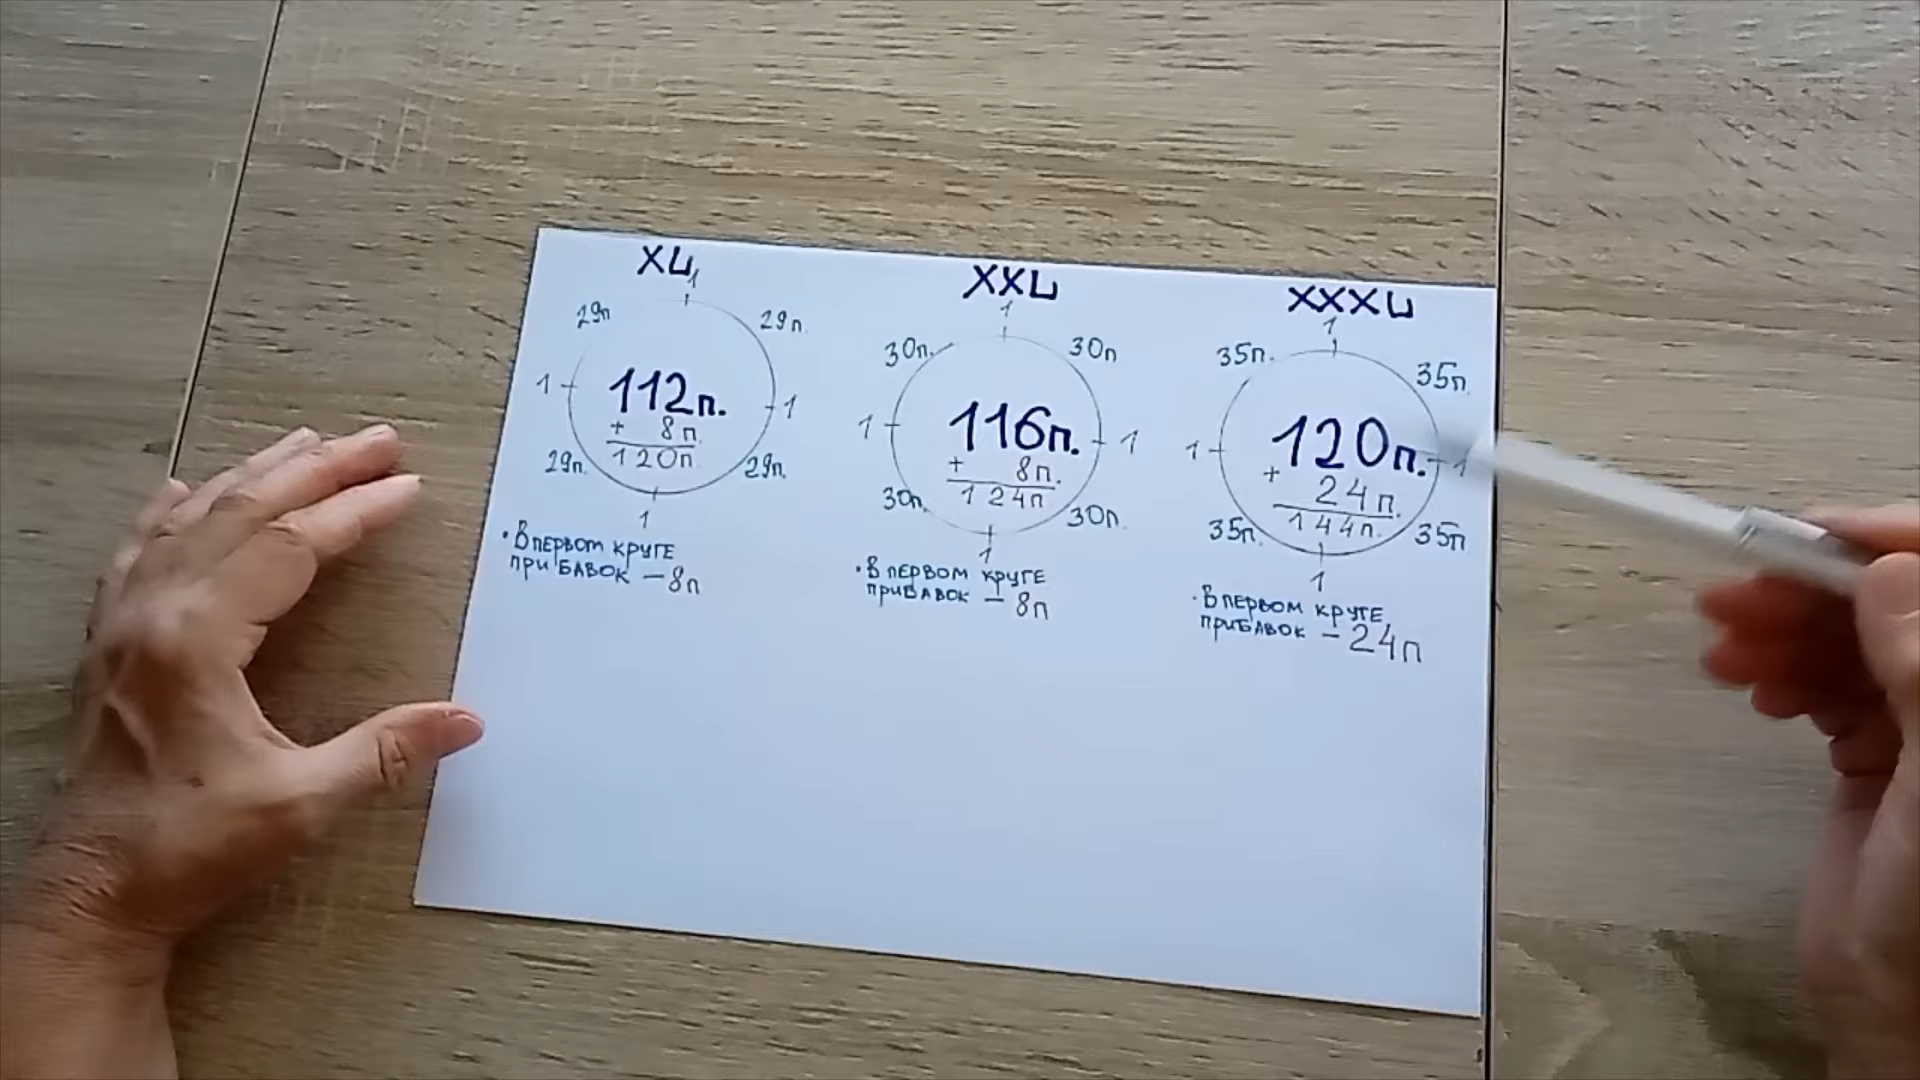 XL
1
29п
29п.
1
112п.
+ 8п.
120п.
1
29п.
29п.
1
• В первом круге
прибавок – 8п
XXL
1
30п.
30п
1
116п.
+ 8п.
124п
1
30п.
30п.
1
• В первом круге
прибавок – 8п
XXXL
1
35п.
35п.
1
120п.
+ 24п.
144п.
1
35п.
35п
1
• В первом круге
прибавок – 24п